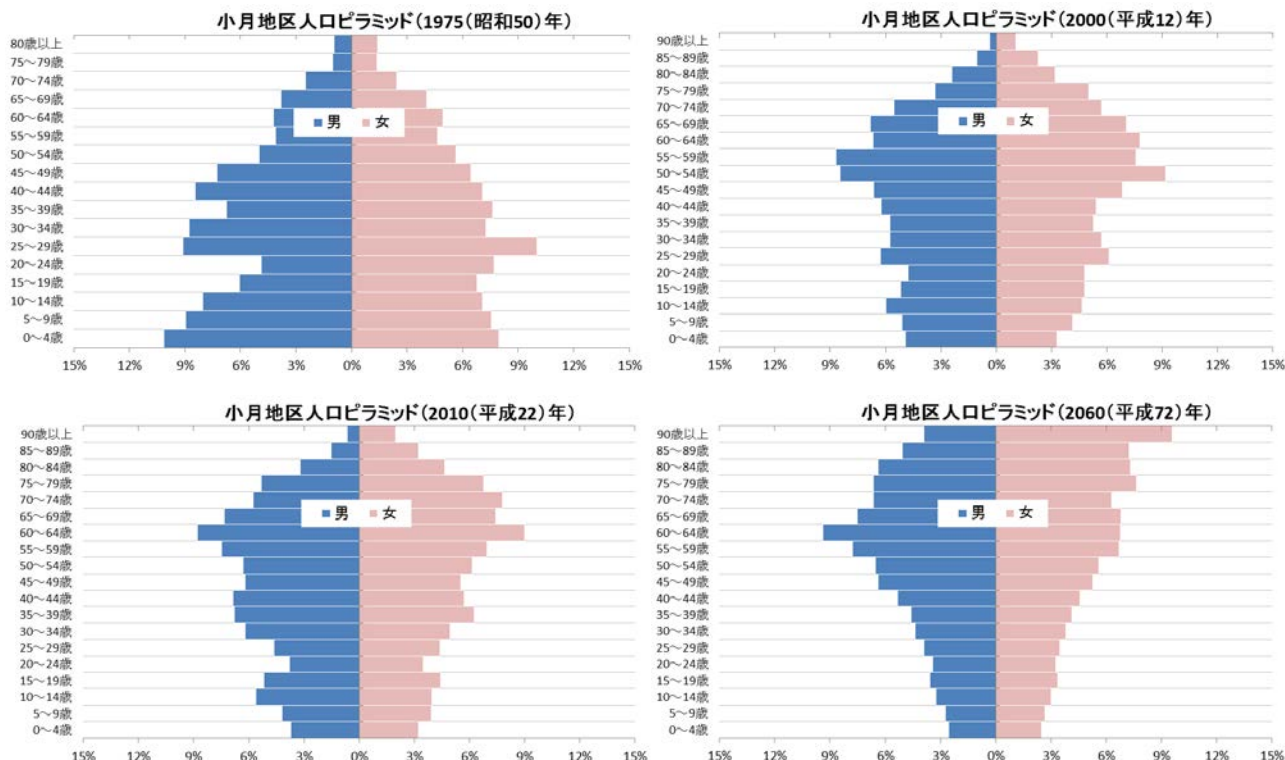 小月地区人口ピラミッド(1975(昭和50)年)
80歳以上
75～79歳
70～74歳
65～69歳
60～64歳
55～59歳
50～54歳
45～49歳
40～44歳
35～39歳
30～34歳
25～29歳
20～24歳
15～19歳
10～14歳
5～9歳
0～4歳
男 女
15% 12% 9% 6% 3% 0% 3% 6% 9% 12% 15%
小月地区人口ピラミッド(2000(平成12)年)
90歳以上
85～89歳
80～84歳
75～79歳
70～74歳
65～69歳
60～64歳
55～59歳
50～54歳
45～49歳
40～44歳
35～39歳
30～34歳
25～29歳
20～24歳
15～19歳
10～14歳
5～9歳
0～4歳
男 女
15% 12% 9% 6% 3% 0% 3% 6% 9% 12% 15%
小月地区人口ピラミッド(2010(平成22)年)
90歳以上
85～89歳
80～84歳
75～79歳
70～74歳
65～69歳
60～64歳
55～59歳
50～54歳
45～49歳
40～44歳
35～39歳
30～34歳
25～29歳
20～24歳
15～19歳
10～14歳
5～9歳
0～4歳
男 女
15% 12% 9% 6% 3% 0% 3% 6% 9% 12% 15%
小月地区人口ピラミッド(2060(平成72)年)
90歳以上
85～89歳
80～84歳
75～79歳
70～74歳
65～69歳
60～64歳
55～59歳
50～54歳
45～49歳
40～44歳
35～39歳
30～34歳
25～29歳
20～24歳
15～19歳
10～14歳
5～9歳
0～4歳
男 女
15% 12% 9% 6% 3% 0% 3% 6% 9% 12% 15%